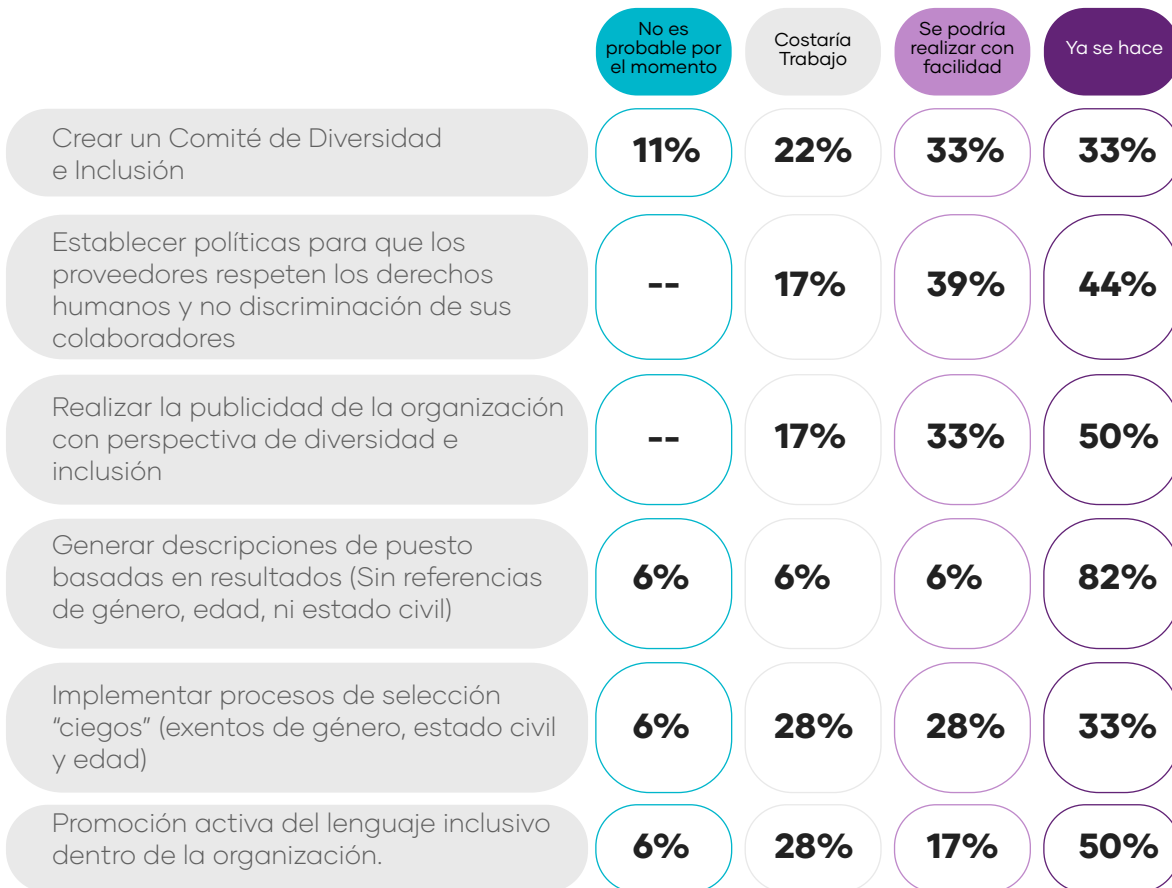 No es
probable por
el momento
Costaría
Trabajo
Se podría
realizar con
facilidad
Ya se hace
Crear un Comité de Diversidad
e Inclusión
11% 22% 33% 33%
Establecer políticas para que los
proveedores respeten los derechos
humanos y no discriminación de sus
colaboradores
-- 17% 39% 44%
Realizar la publicidad de la organización
con perspectiva de diversidad e
inclusión
-- 17% 33% 50%
Generar descripciones de puesto
basadas en resultados (Sin referencias
de género, edad, ni estado civil)
6% 6% 6% 82%
Implementar procesos de selección
“ciegos” (exentos de género, estado civil
y edad)
6% 28% 28% 33%
Promoción activa del lenguaje inclusivo
dentro de la organización.
6% 28% 17% 50%